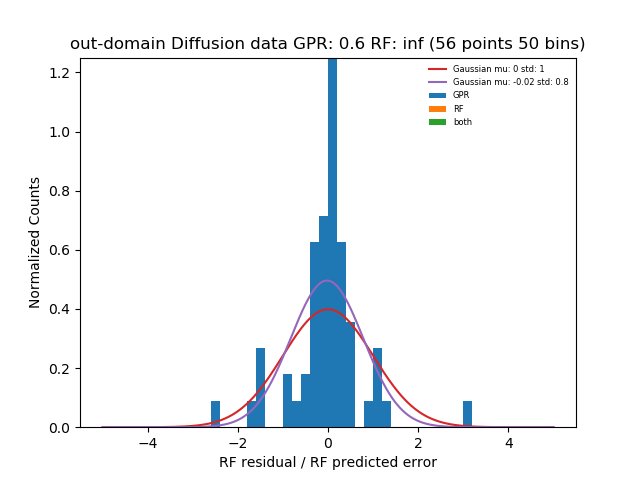 out-domain Diffusion data GPR: 0.6 RF: inf (56 points 50 bins)
Gaussian mu: 0 std: 1
Gaussian mu: -0.02 std: 0.8
GPR
RF
both
1.2
1.0
0.8
0.6
0.4
0.2
0.0
Normalized Counts
−4 −2 0 2 4
RF residual / RF predicted error